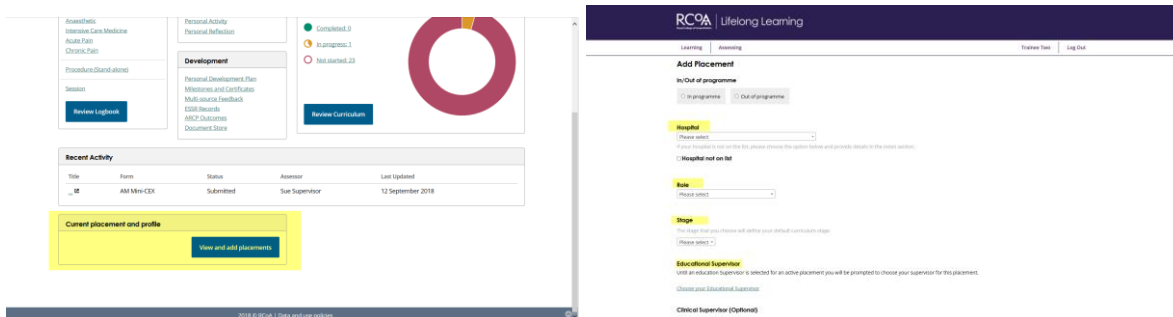 Anaesthetic
Intensive Care Medicine
Acute Pain
Chronic Pain
Procedure (Stand-alone)
Session
Review Logbook
Personal Activity
Personal Reflection
Development
Personal Development Plan
Milestones and Certificates
Multi-source Feedback
ESSR Records
ARCP Outcomes
Document Store
Completed: 0
In progress: 1
Not started: 23
Review Curriculum
Recent Activity
Title Form Status Assessor Last Updated
... AM Mini-CEX Submitted Sue Supervisor 12 September 2018
Current placement and profile
View and add placements
2018 © RCoA | Data and use policies
RCOA | Lifelong Learning
Learning Assessing Trainee Two Log Out
Add Placement
In/Out of programme
In programme Out of programme
Hospital
Please select
If your hospital is not on the list, please choose the option below and provide details in the notes section.
Hospital not on list
Role
Please select
Stage
The stage that you choose will define your default curriculum stage.
Please select
Educational Supervisor
Until an education Supervisor is selected for an active placement you will be prompted to choose your supervisor for this placement.
Choose your Educational Supervisor
Clinical Supervisor (Optional)